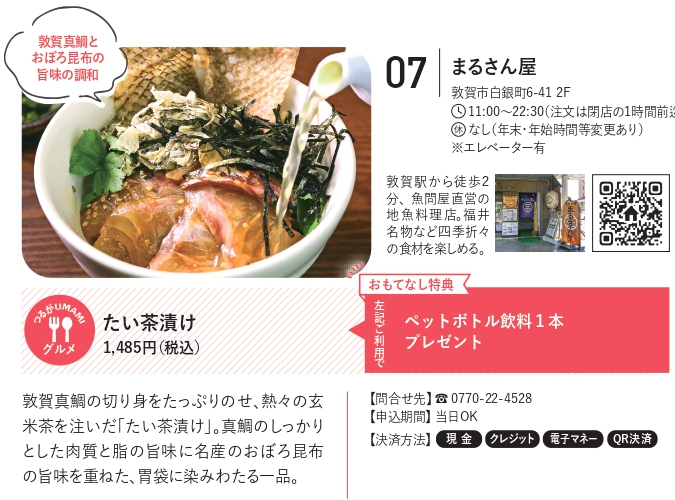 敦賀真鯛と
おぼろ昆布の
旨味の調和
07
まるさん屋
敦賀市白銀町6-41 2F
11:00〜22:30（注文は閉店の1時間前迄
休 なし（年末・年始時間等変更あり）
※エレベーター有
敦賀駅から徒歩2
分、魚問屋直営の
地魚料理店。福井
名物など四季折々
の食材を楽しめる。
つるがUMAMI
グルメ
たい茶漬け
1,485円（税込）
おもてなし特典
左記ご利用で
ペットボトル飲料１本
プレゼント
敦賀真鯛の切り身をたっぷりのせ、熱々の玄
米茶を注いだ「たい茶漬け」。真鯛のしっかり
とした肉質と脂の旨味に名産のおぼろ昆布
の旨味を重ねた、胃袋に染みわたる一品。
【問合せ先】☎ 0770-22-4528
【申込期間】当日OK
【決済方法】現 金 クレジット 電子マネー QR決済